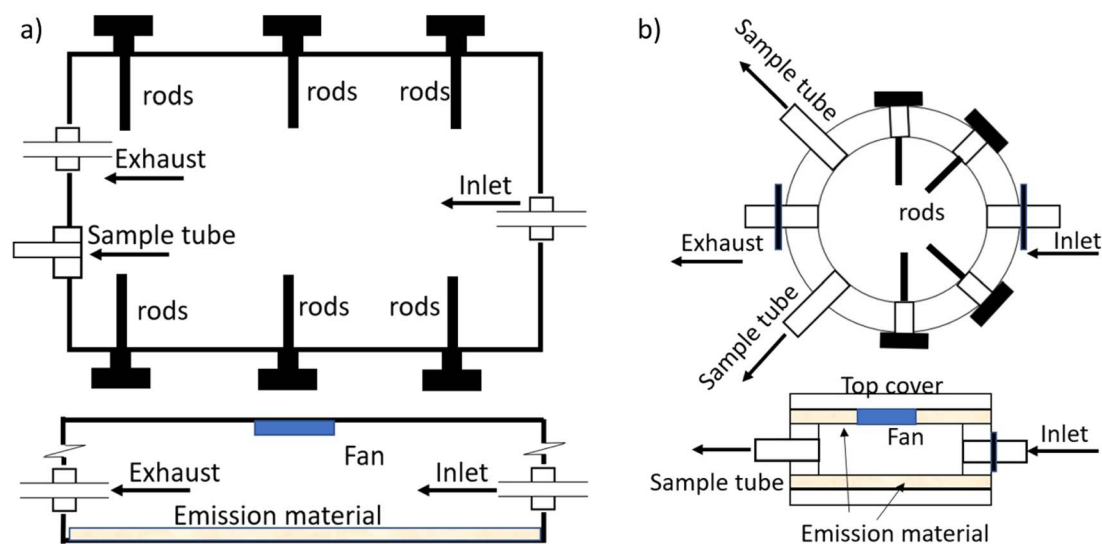 a)
rods
rods
rods
Exhaust
Inlet
Sample tube
rods
rods
rods
Fan
Exhaust
Inlet
Emission material
b)
Sample tube
rods
Exhaust
Inlet
Sample tube
Top cover
Fan
Inlet
Sample tube
Emission material